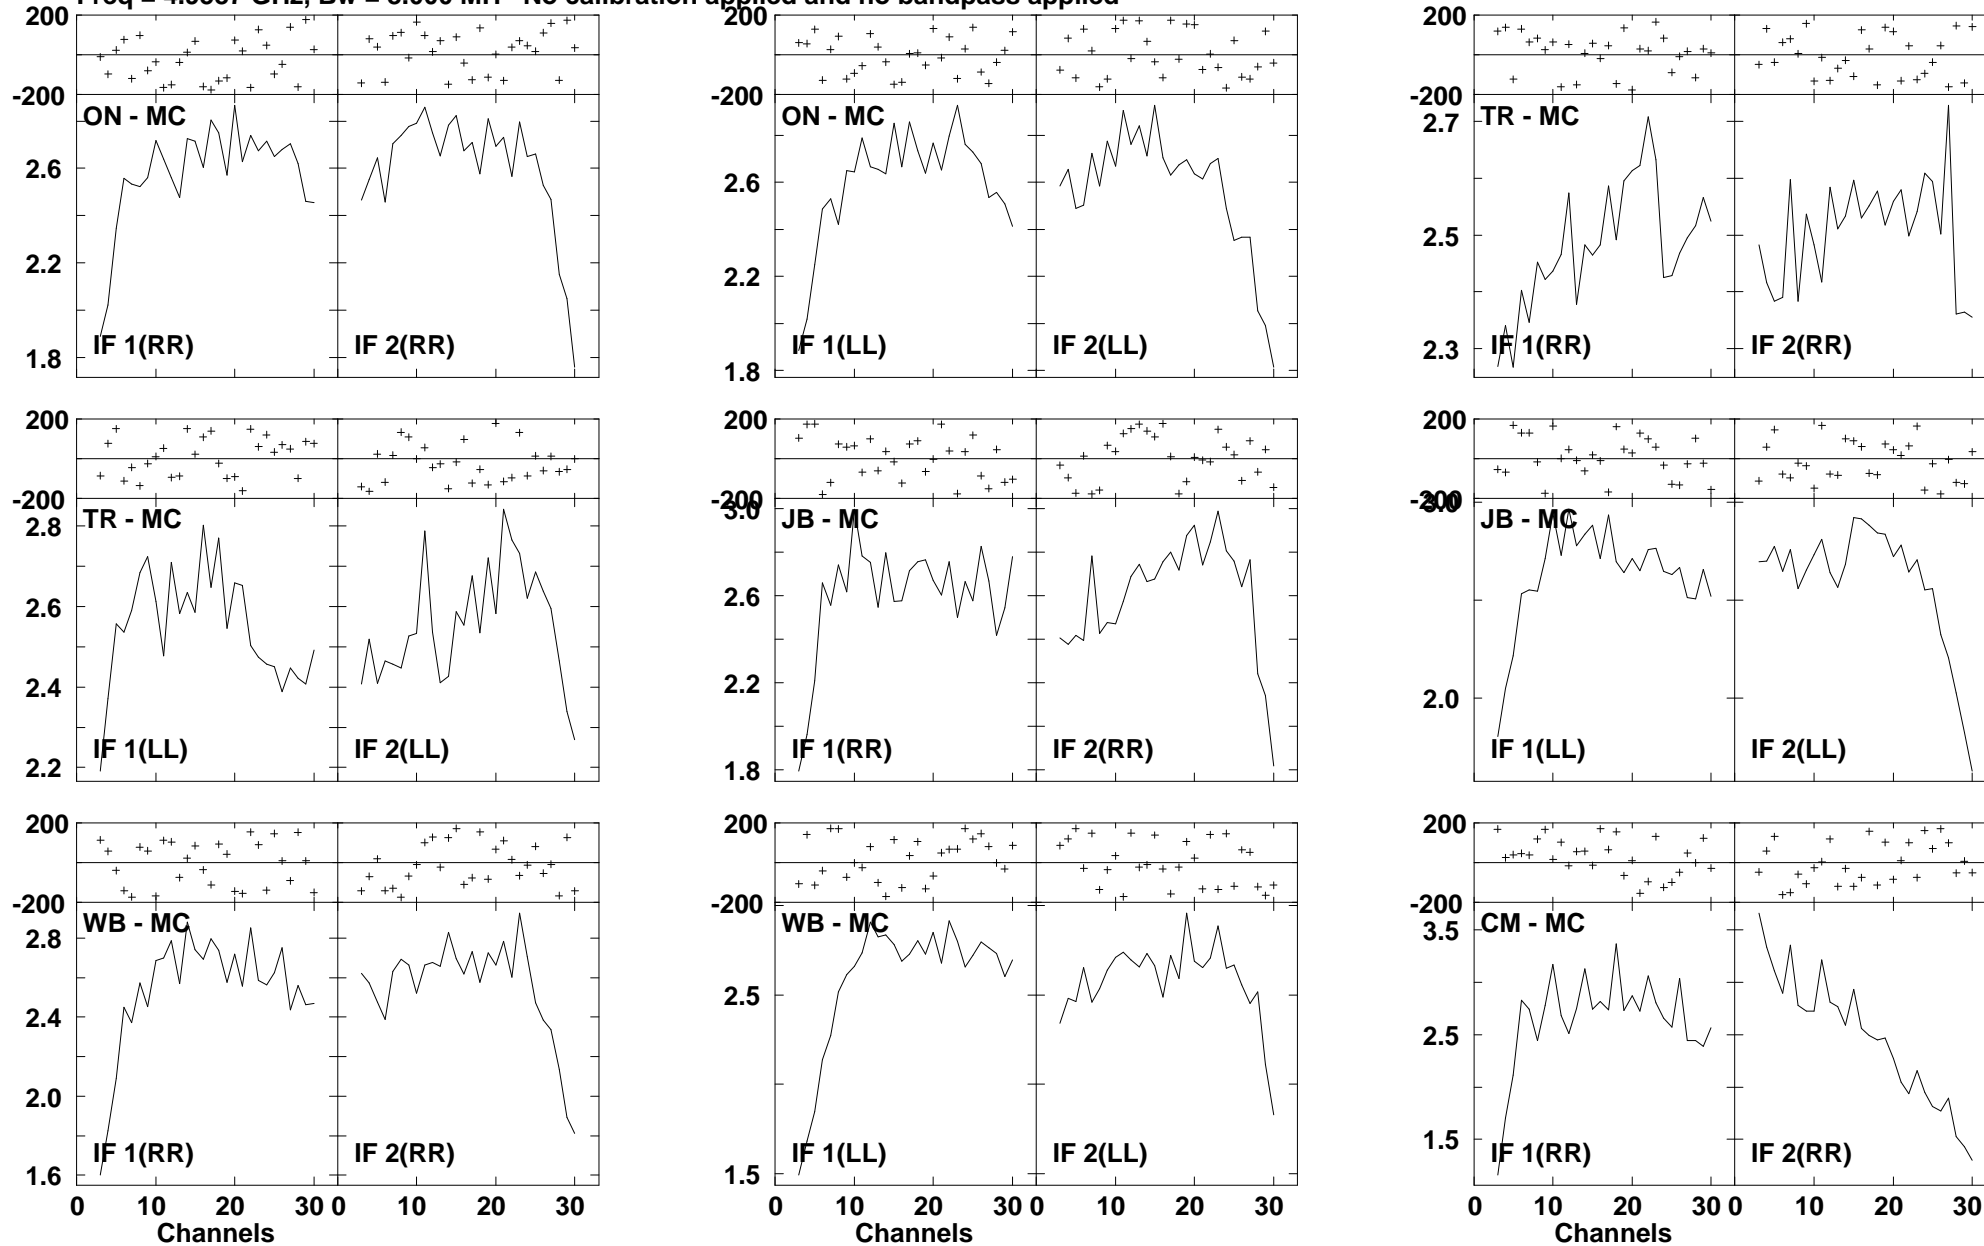 No calibration applied and no bandpass applied
200 200 200
-200 -200 -200
ON - MC ON - MC TR - MC
2.7
2.6 2.6
2.5
2.2 2.2
2.3
1.8 1.8
IF 1(RR) IF 2(RR) IF 1(LL) IF 2(LL) IF 1(RR) IF 2(RR)
200 200 200
-200 -200 -200
3.0 3.0
TR - MC JB - MC JB - MC
2.8
2.6 2.6
2.4
2.2 2.2 2.0
1.8
IF 1(LL) IF 2(LL) IF 1(RR) IF 2(RR) IF 1(LL) IF 2(LL)
200 200 200
-200 -200 -200
WB - MC WB - MC CM - MC
2.8 3.5
2.4 2.5 2.5
2.0
1.6 1.5 1.5
IF 1(RR) IF 2(RR) IF 1(LL) IF 2(LL) IF 1(RR) IF 2(RR)
0 10 20 30 0 10 20 30 0 10 20 30 0 10 20 30 0 10 20 30 0 10 20 30
Channels Channels Channels